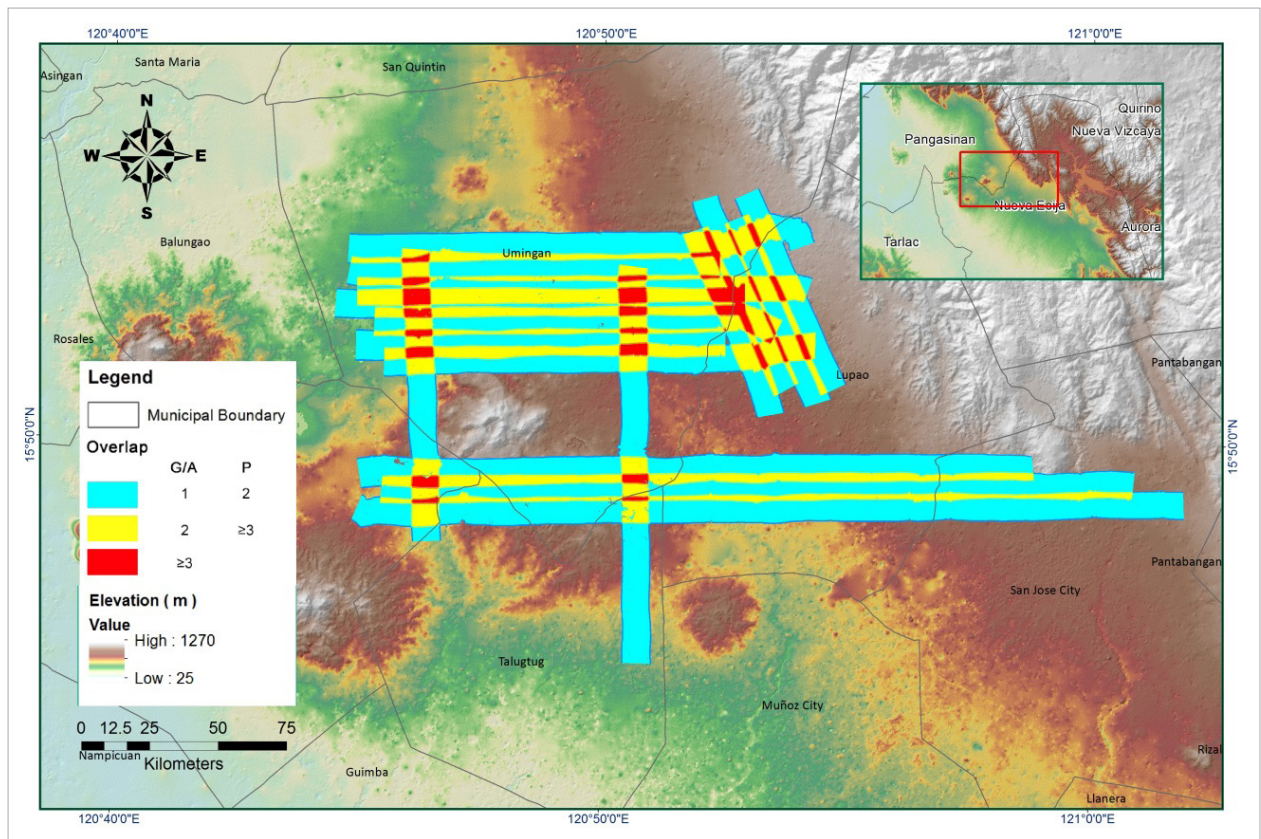 120°40'0"E
120°50'0"E
121°0'0"E
Asingan
Santa Maria
San Quintin
N
W E
S
Quirino
Nueva Vizcaya
Pangasinan
Nueva Ecija
Aurora
Tarlac
Balungao
Umingan
Rosales
Lupao
Pantabangan
15°50'0"N
15°50'0"N
Legend
Municipal Boundary
Overlap
G/A P
1 2
2 ≥3
≥3
Elevation ( m )
Value
High : 1270
Low : 25
Pantabangan
San Jose City
Talugtug
Muñoz City
0 12.5 25 50 75
Nampicuan
Kilometers
Guimba
Rizal
Llanera
120°40'0"E
120°50'0"E
121°0'0"E